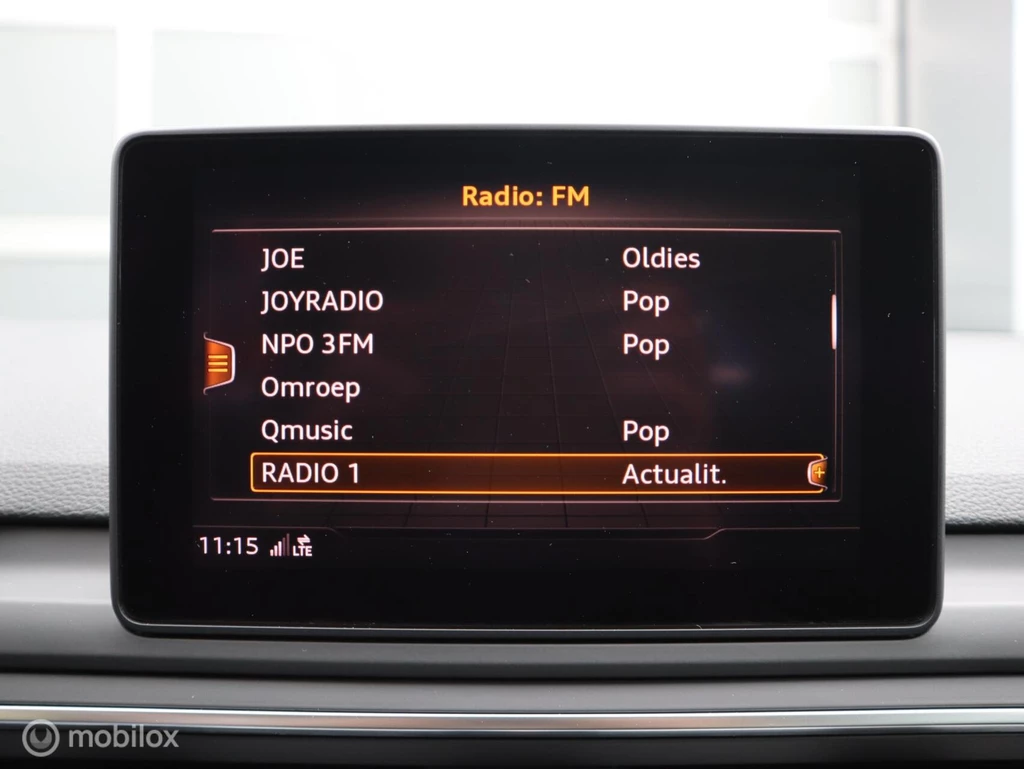 Radio: FM
JOE Oldies
JOYRADIO Pop
NPO 3FM Pop
Omroep
Qmusic Pop
RADIO 1 Actualit.
11:15 LTE
mobilox